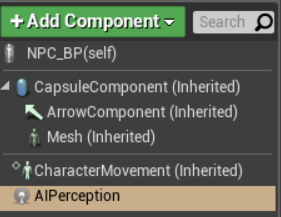 + Add Component Search
NPC_BP(self)
CapsuleComponent (Inherited)
ArrowComponent (Inherited)
Mesh (Inherited)
CharacterMovement (Inherited)
AIPerception